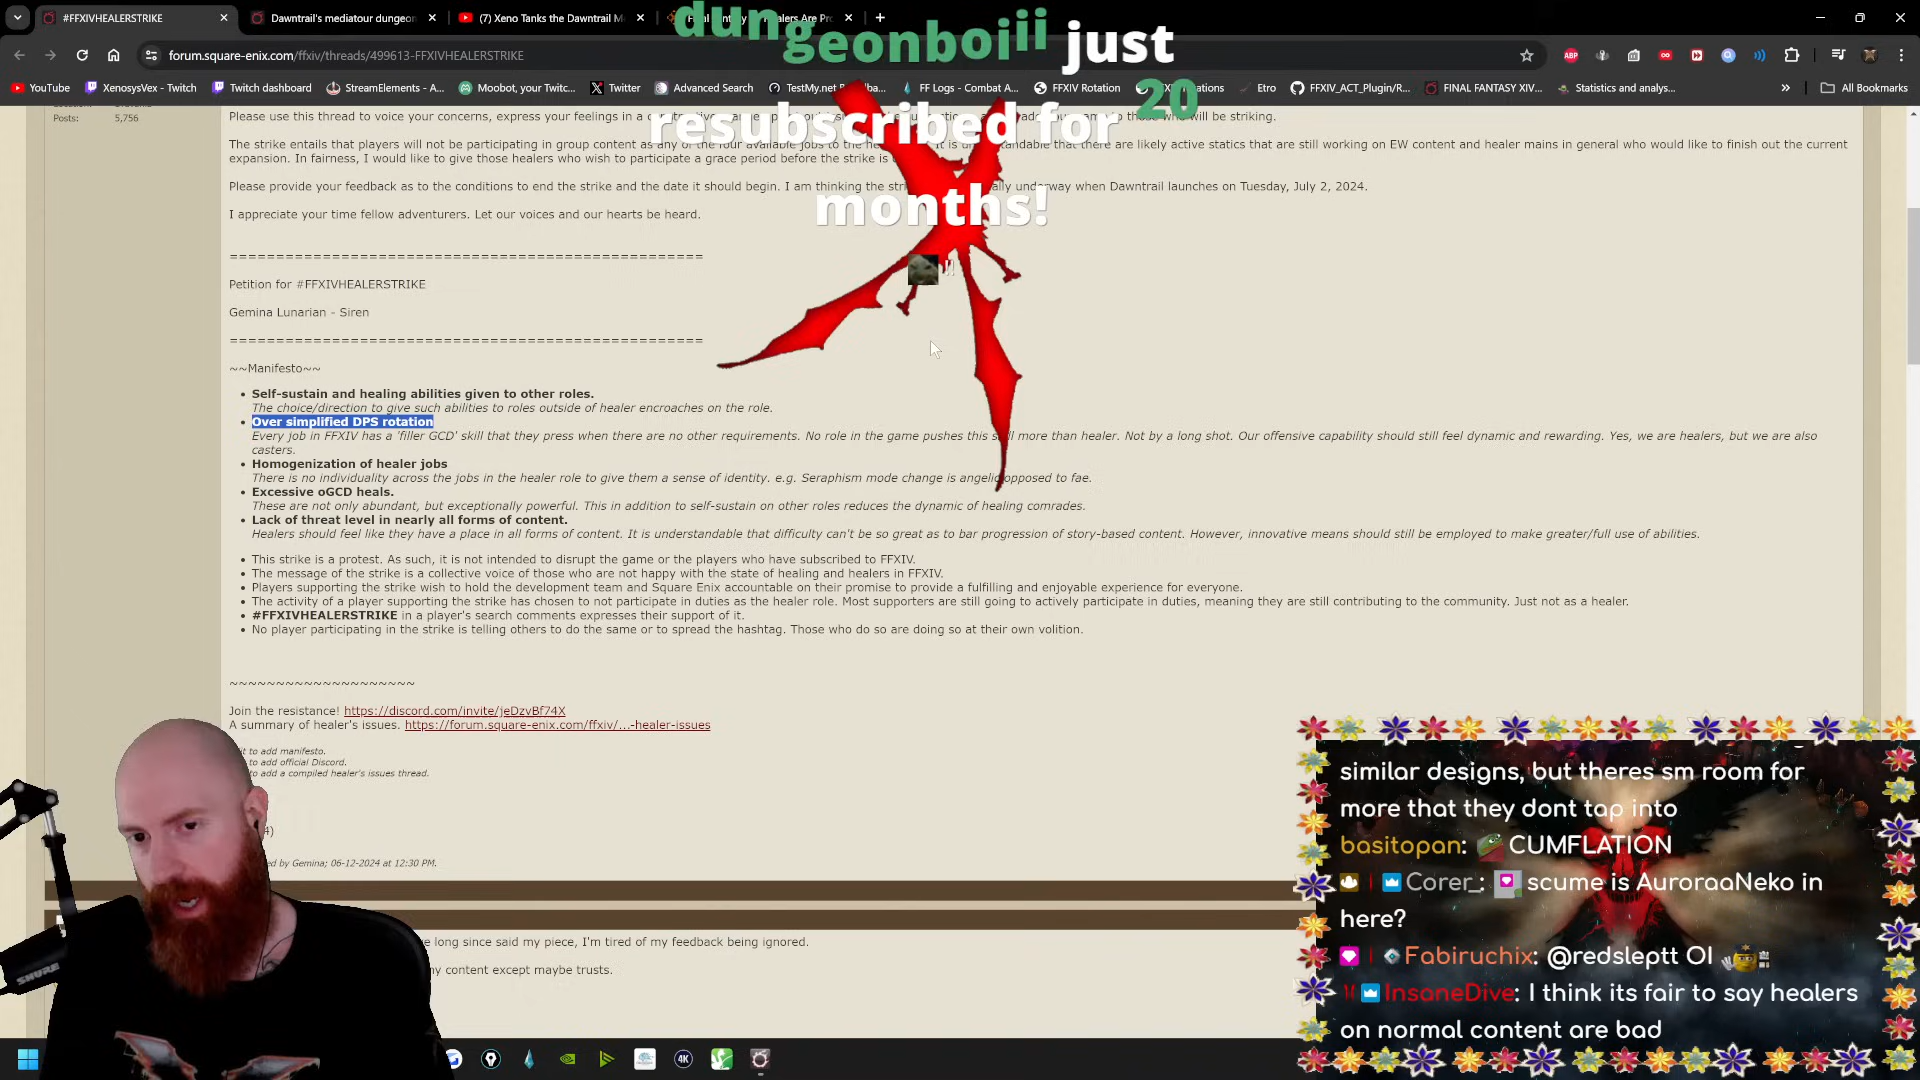 #FFXIVHEALERSTRIKE
Dawntrail's mediatour dungeon
(7) Xeno Tanks the Dawntrail M
forum.square-enix.com/ffxiv/threads/499613-FFXIVHEALERSTRIKE
YouTube
XenosysVex - Twitch
Twitch dashboard
StreamElements - A...
Moobot, your Twitc...
Twitter
Advanced Search
FF Logs - Combat A...
FFXIV Rotation
Etro
FFXIV_ACT_Plugin/R...
FINAL FANTASY XIV...
Statistics and analys...
All Bookmarks
dungeonboiii just
resubscribed for 20
months!
Posts: 5,756
Please use this thread to voice your concerns, express your feelings in a
The strike entails that players will not be participating in group content as any of the four available jobs to the
there are likely active statics that are still working on EW content and healer mains in general who would like to finish out the current
expansion. In fairness, I would like to give those healers who wish to participate a grace period before the strike is
Please provide your feedback as to the conditions to end the strike and the date it should begin. I am thinking the
underway when Dawntrail launches on Tuesday, July 2, 2024.
I appreciate your time fellow adventurers. Let our voices and our hearts be heard.
===================================================
Petition for #FFXIVHEALERSTRIKE
Gemina Lunarian - Siren
===================================================
~~Manifesto~~
• Self-sustain and healing abilities given to other roles.
The choice/direction to give such abilities to roles outside of healer encroaches on the role.
• Over simplified DPS rotation
Every job in FFXIV has a 'filler GCD' skill that they press when there are no other requirements. No role in the game pushes this skill more than healer. Not by a long shot. Our offensive capability should still feel dynamic and rewarding. Yes, we are healers, but we are also
casters.
• Homogenization of healer jobs
There is no individuality across the jobs in the healer role to give them a sense of identity. e.g. Seraphism mode change is angelic opposed to fae.
• Excessive oGCD heals.
These are not only abundant, but exceptionally powerful. This in addition to self-sustain on other roles reduces the dynamic of healing comrades.
• Lack of threat level in nearly all forms of content.
Healers should feel like they have a place in all forms of content. It is understandable that difficulty can't be so great as to bar progression of story-based content. However, innovative means should still be employed to make greater/full use of abilities.
• This strike is a protest. As such, it is not intended to disrupt the game or the players who have subscribed to FFXIV.
• The message of the strike is a collective voice of those who are not happy with the state of healing and healers in FFXIV.
• Players supporting the strike wish to hold the development team and Square Enix accountable on their promise to provide a fulfilling and enjoyable experience for everyone.
• The activity of a player supporting the strike has chosen to not participate in duties as the healer role. Most supporters are still going to actively participate in duties, meaning they are still contributing to the community. Just not as a healer.
• #FFXIVHEALERSTRIKE in a player's search comments expresses their support of it.
• No player participating in the strike is telling others to do the same or to spread the hashtag. Those who do so are doing so at their own volition.
~~~~~~~~~~~~~~~~~~~~
Join the resistance! https://discord.com/invite/jeDzvBf74X
A summary of healer's issues. https://forum.square-enix.com/ffxiv/...-healer-issues
to add manifesto.
to add official Discord.
to add a compiled healer's issues thread.
by Gemina; 06-12-2024 at 12:30 PM.
long since said my piece, I'm tired of my feedback being ignored.
content except maybe trusts.
SHURE
similar designs, but theres sm room for
more that they dont tap into
basitopan: CUMFLATION
Corer_: scume is AuroraaNeko in
here?
Fabiruchix: @redsleptt OI
InsaneDive: I think its fair to say healers
on normal content are bad
4K